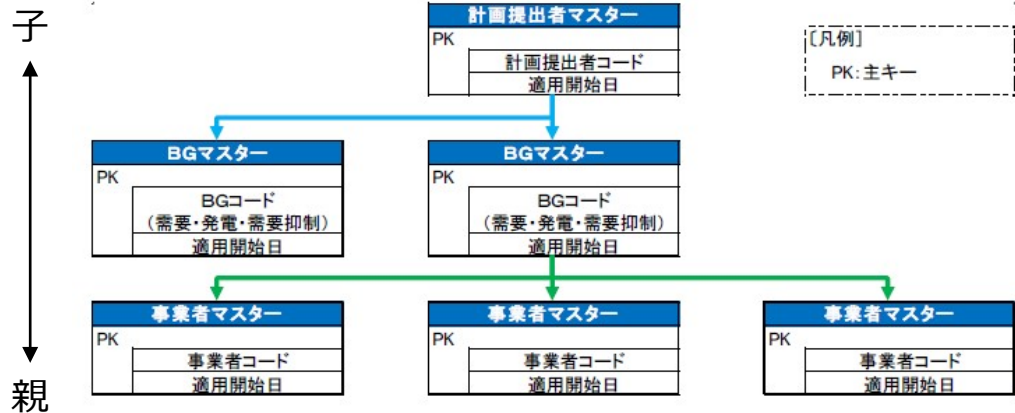 子
親
計画提出者マスター
PK
計画提出者コード
適用開始日
[凡例]
PK:主キー
BGマスター
PK
BGコード
(需要・発電・需要抑制)
適用開始日
BGマスター
PK
BGコード
(需要・発電・需要抑制)
適用開始日
事業者マスター
PK
事業者コード
適用開始日
事業者マスター
PK
事業者コード
適用開始日
事業者マスター
PK
事業者コード
適用開始日